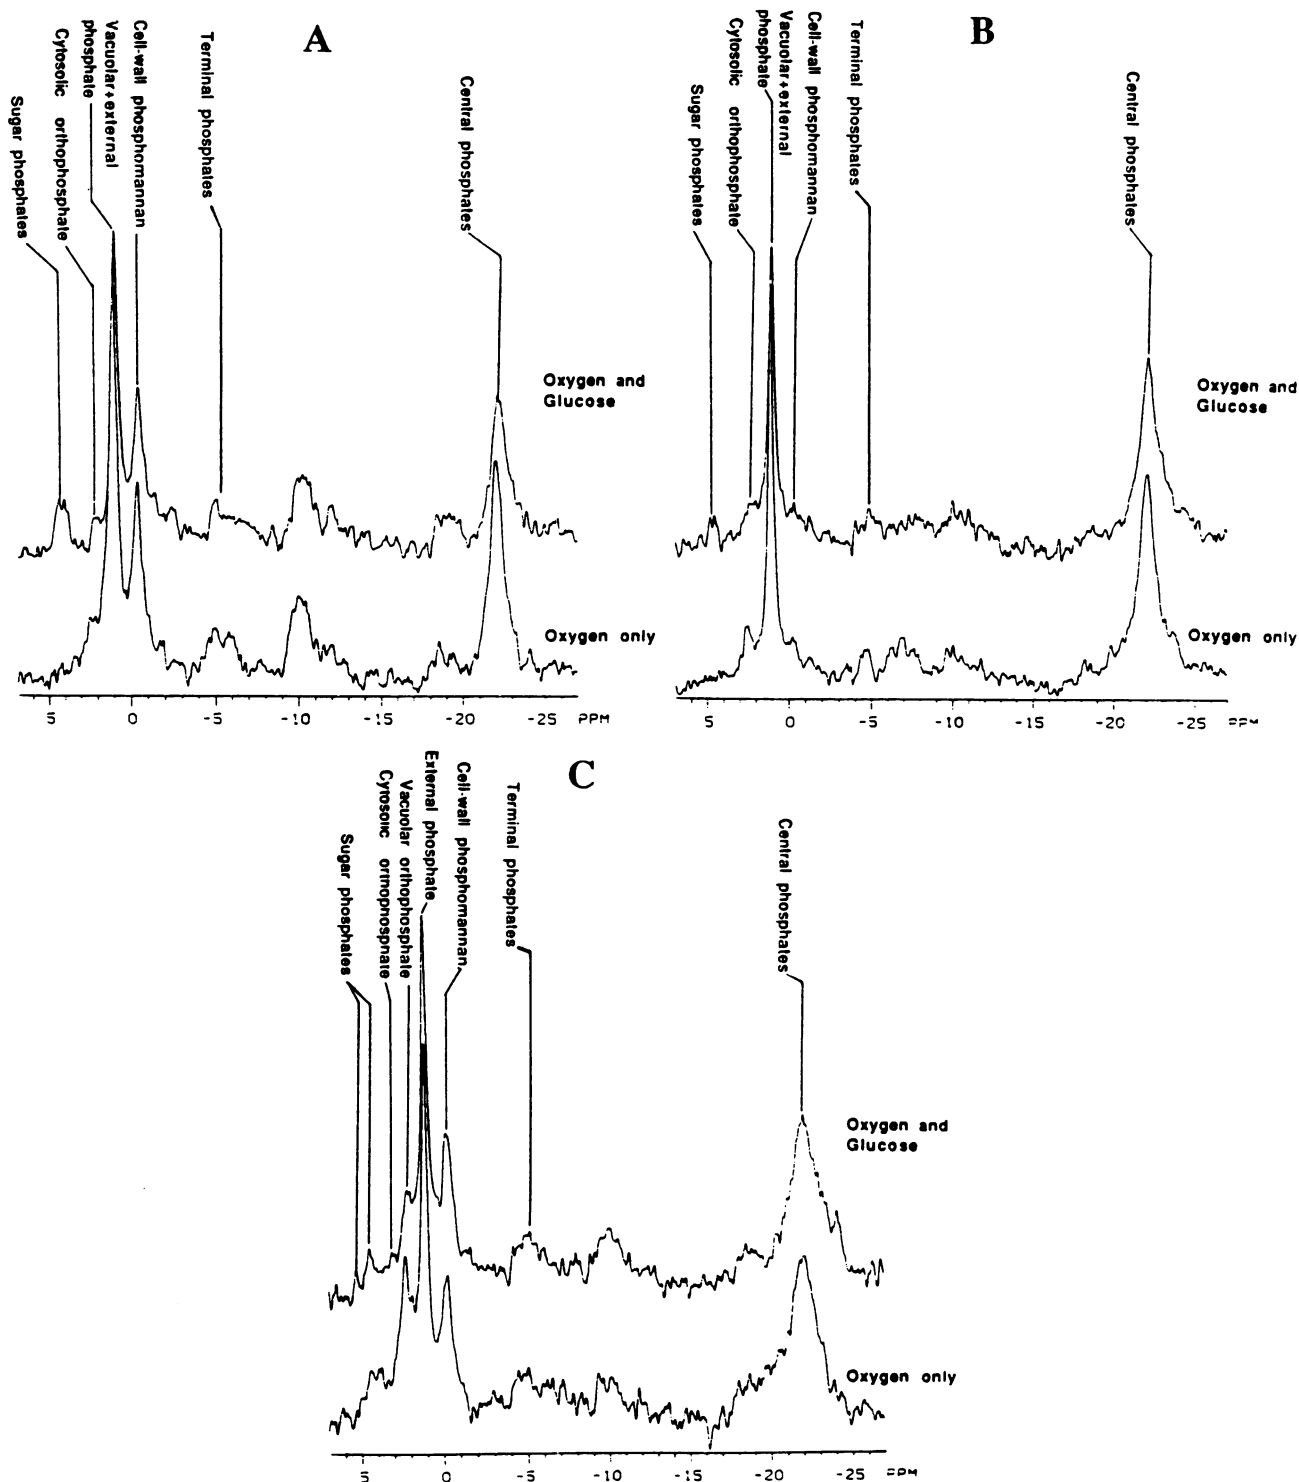 A
Sugar phosphates
Cytosolic orthophosphate
Vacuolar+external
phosphate
Cell-wall phosphomannan
Terminal phosphates
Central phosphates
Oxygen and
Glucose
Oxygen only
5 0 -5 -10 -15 -20 -25 PPM
B
Sugar phosphates
Cytosolic orthophosphate
Vacuolar+external
phosphate
Cell-wall phosphomannan
Terminal phosphates
Central phosphates
Oxygen and
Glucose
Oxygen only
5 0 -5 -10 -15 -20 -25 PPM
C
Sugar phosphates
Cytosolic orthophosphate
Vacuolar orthophosphate
External phosphate
Cell-wall phosphomannan
Terminal phosphates
Central phosphates
Oxygen and
Glucose
Oxygen only
5 0 -5 -10 -15 -20 -25 PPM